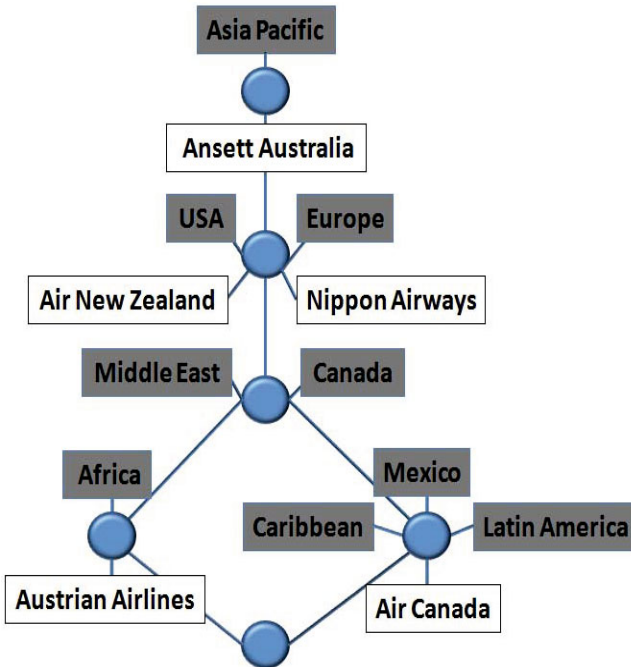 Asia Pacific
Ansett Australia
USA
Europe
Air New Zealand
Nippon Airways
Middle East
Canada
Africa
Mexico
Caribbean
Latin America
Austrian Airlines
Air Canada